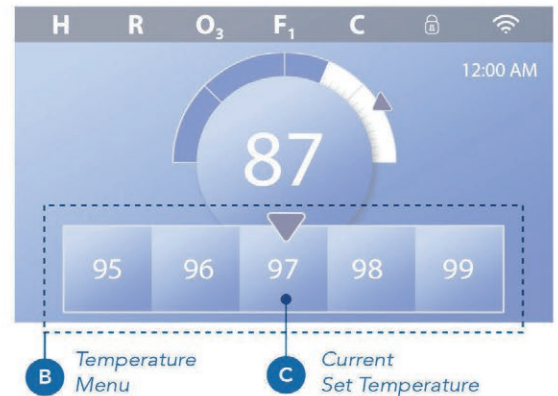 H R O₃ F₁ C
12:00 AM
87
95 96 97 98 99
B Temperature Menu
C Current Set Temperature